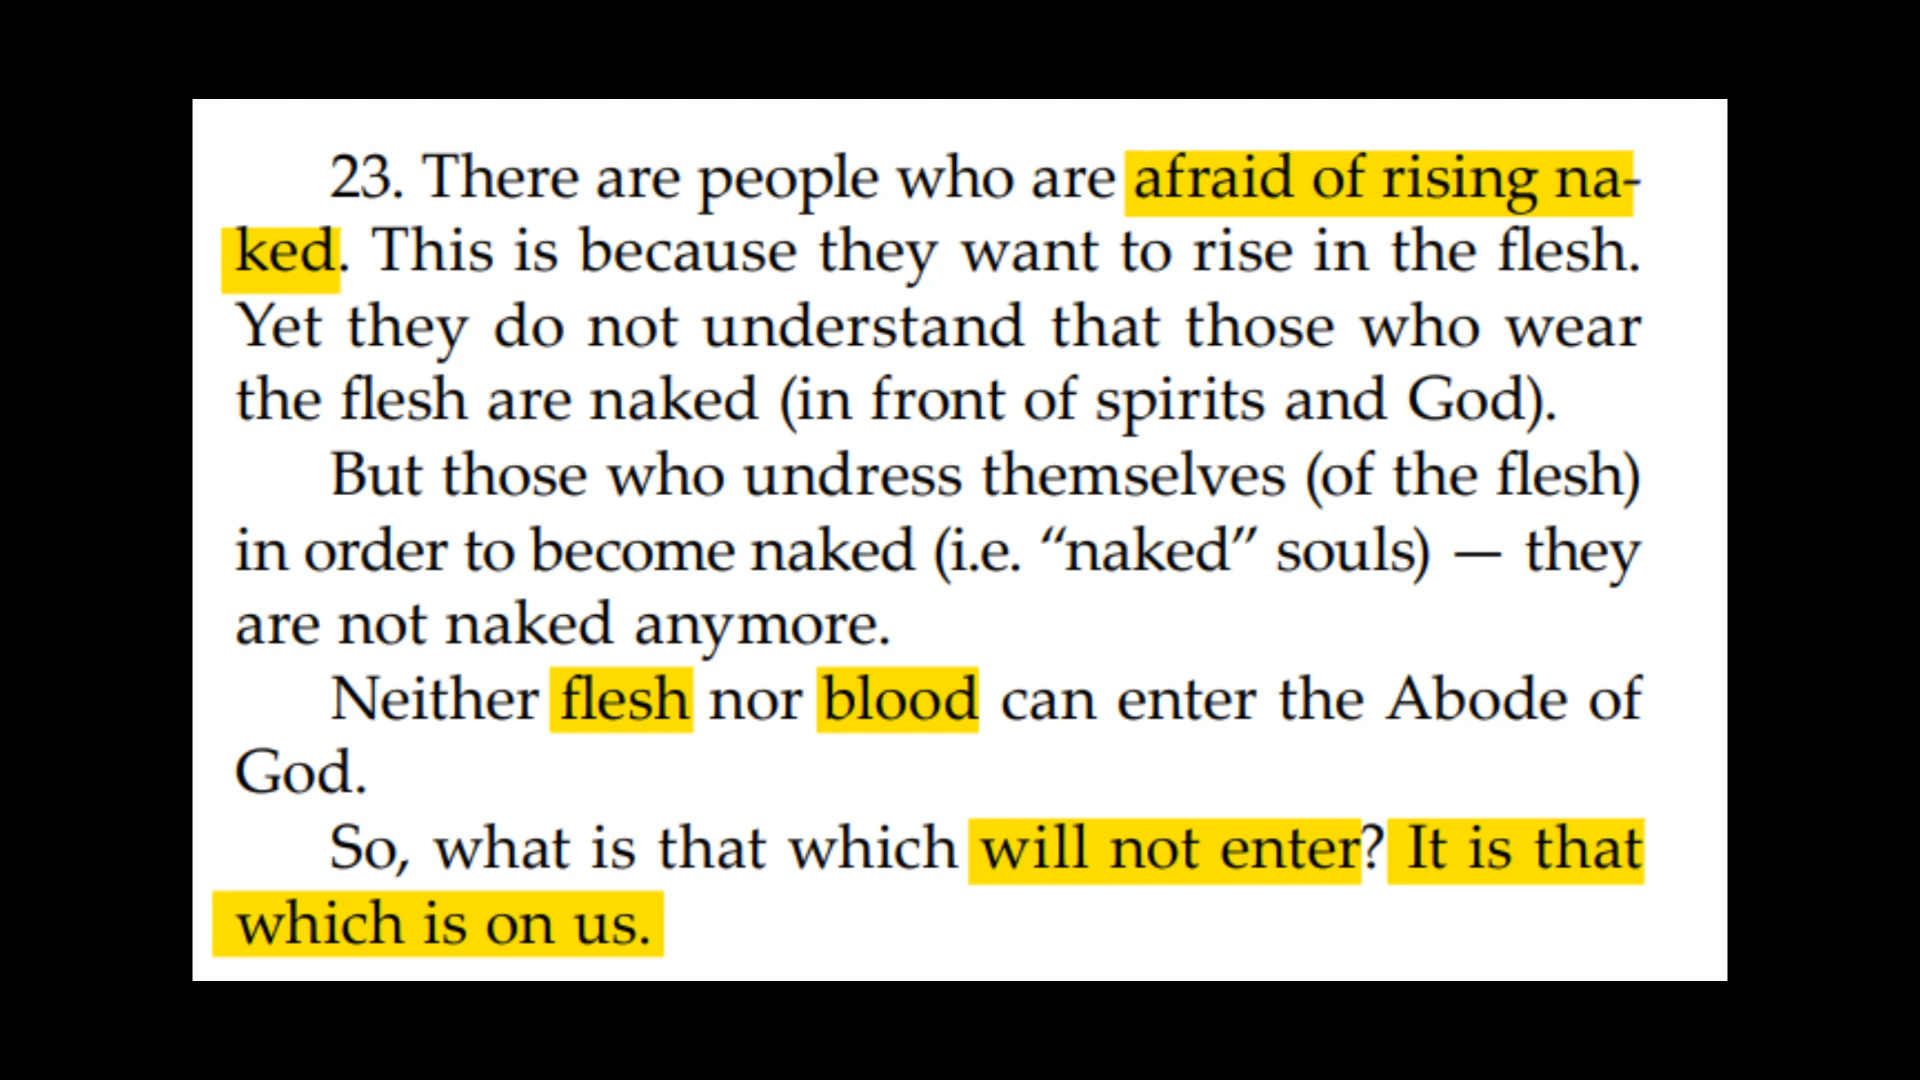 23. There are people who are afraid of rising na-
ked. This is because they want to rise in the flesh.
Yet they do not understand that those who wear
the flesh are naked (in front of spirits and God).
But those who undress themselves (of the flesh)
in order to become naked (i.e. “naked” souls) — they
are not naked anymore.
Neither flesh nor blood can enter the Abode of
God.
So, what is that which will not enter? It is that
which is on us.